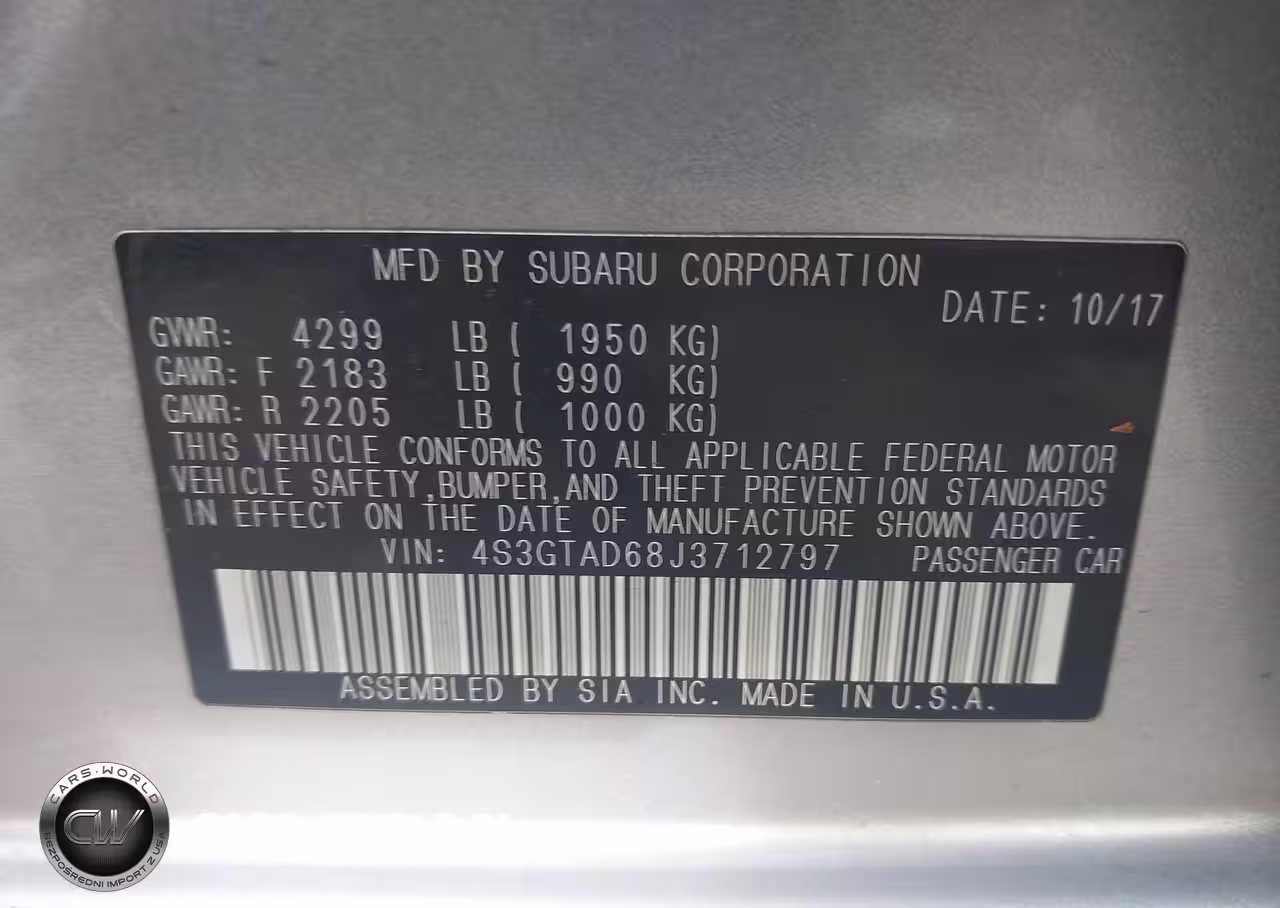 MFD BY SUBARU CORPORATION
DATE: 10/17
GVWR: 4299 LB ( 1950 KG)
GAWR: F 2183 LB ( 990 KG)
GAWR: R 2205 LB ( 1000 KG)
THIS VEHICLE CONFORMS TO ALL APPLICABLE FEDERAL MOTOR
VEHICLE SAFETY,BUMPER,AND THEFT PREVENTION STANDARDS
IN EFFECT ON THE DATE OF MANUFACTURE SHOWN ABOVE.
VIN: 4S3GTAD68J3712797 PASSENGER CAR
ASSEMBLED BY SIA INC. MADE IN U.S.A.
CARS·WORLD
CW
BEZPOŚREDNI IMPORT Z USA